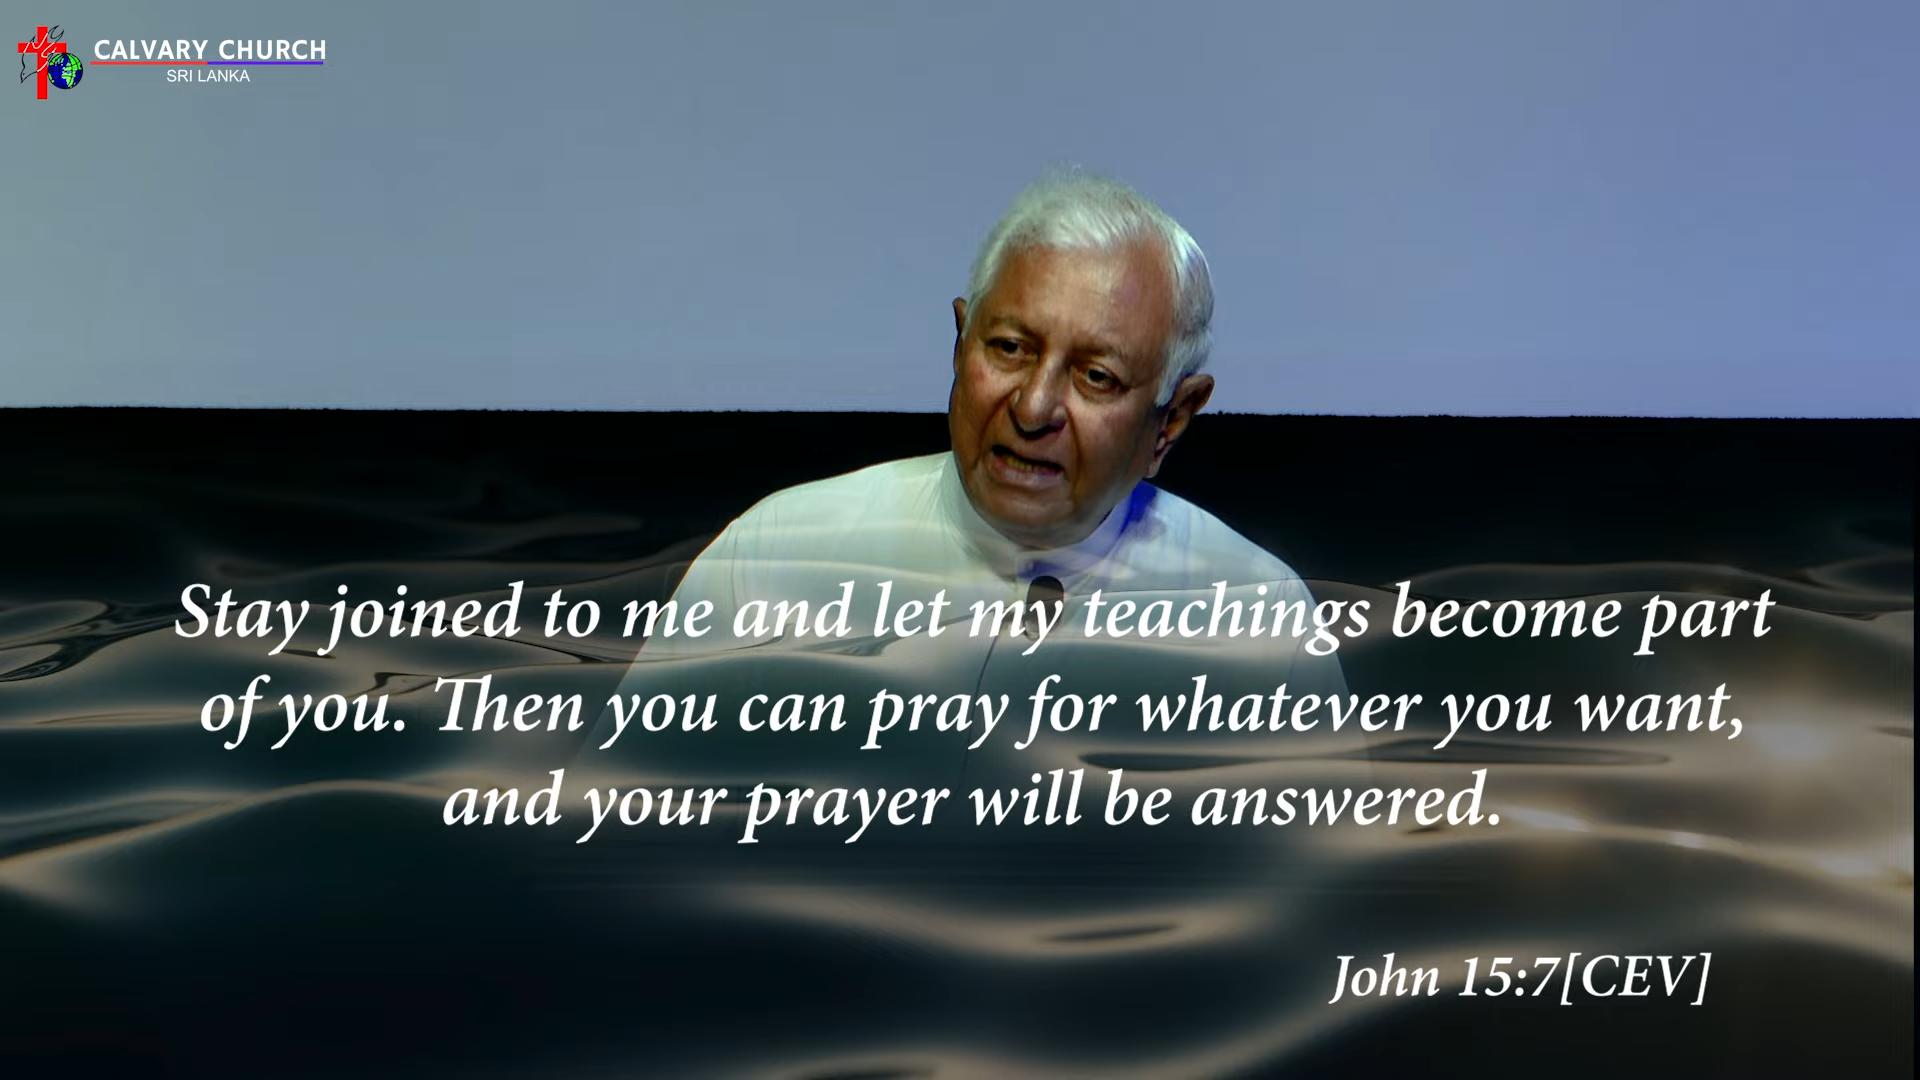 CALVARY CHURCH
SRI LANKA
Stay joined to me and let my teachings become part
of you. Then you can pray for whatever you want,
and your prayer will be answered.
John 15:7[CEV]